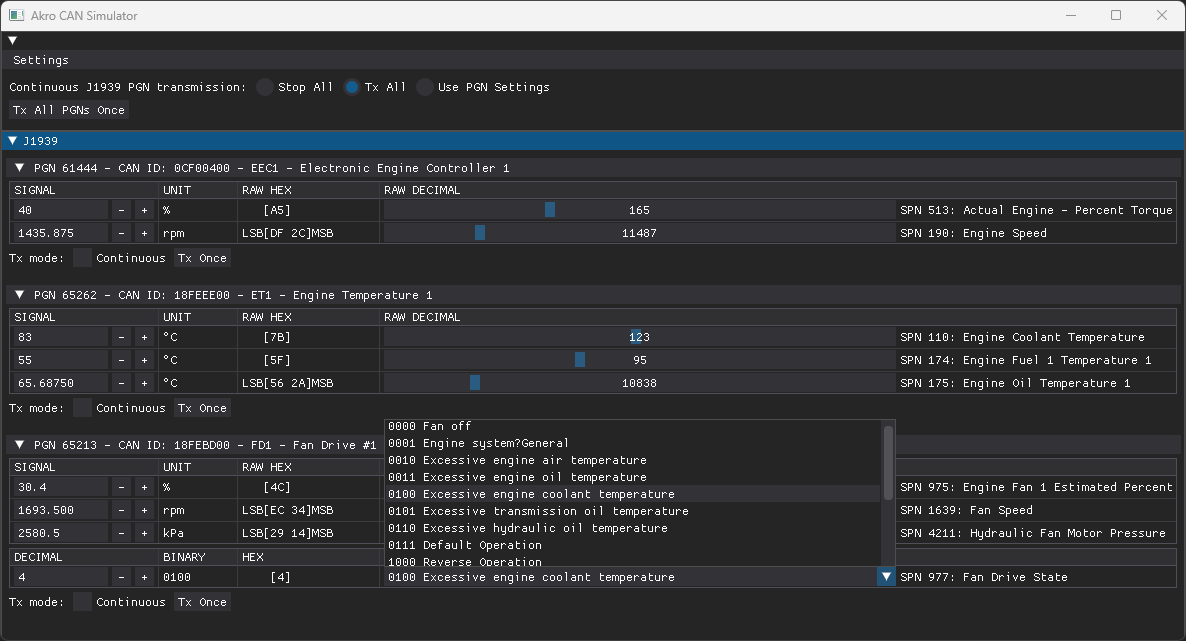 Akro CAN Simulator
Settings
Continuous J1939 PGN transmission: Stop All Tx All Use PGN Settings
Tx All PGNs Once
J1939
PGN 61444 - CAN ID: 0CF00400 - EEC1 - Electronic Engine Controller 1
SIGNAL UNIT RAW HEX RAW DECIMAL
40 - + % [A5] 165 SPN 513: Actual Engine - Percent Torque
1435.875 - + rpm LSB[DF 2C]MSB 11487 SPN 190: Engine Speed
Tx mode: Continuous Tx Once
PGN 65262 - CAN ID: 18FEEE00 - ET1 - Engine Temperature 1
SIGNAL UNIT RAW HEX RAW DECIMAL
83 - + °C [7B] 123 SPN 110: Engine Coolant Temperature
55 - + °C [5F] 95 SPN 174: Engine Fuel 1 Temperature 1
65.68750 - + °C LSB[56 2A]MSB 10838 SPN 175: Engine Oil Temperature 1
Tx mode: Continuous Tx Once
PGN 65213 - CAN ID: 18FEBD00 - FD1 - Fan Drive #1
SIGNAL UNIT RAW HEX
30.4 - + % [4C] SPN 975: Engine Fan 1 Estimated Percent
1693.500 - + rpm LSB[EC 34]MSB SPN 1639: Fan Speed
2580.5 - + kPa LSB[29 14]MSB SPN 4211: Hydraulic Fan Motor Pressure
0000 Fan off
0001 Engine system?General
0010 Excessive engine air temperature
0011 Excessive engine oil temperature
0100 Excessive engine coolant temperature
0101 Excessive transmission oil temperature
0110 Excessive hydraulic oil temperature
0111 Default Operation
1000 Reverse Operation
DECIMAL BINARY HEX
4 - + 0100 [4] 0100 Excessive engine coolant temperature SPN 977: Fan Drive State
Tx mode: Continuous Tx Once